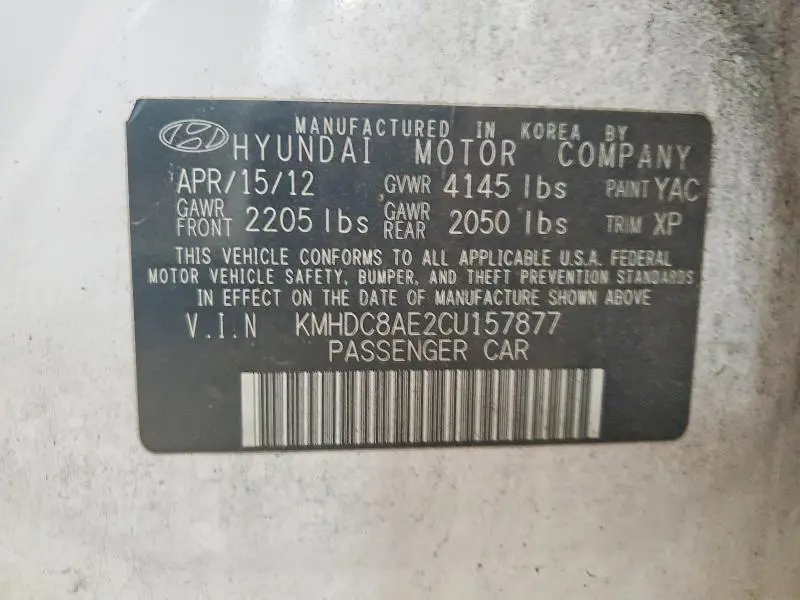 MANUFACTURED IN KOREA BY
HYUNDAI MOTOR COMPANY
APR/15/12 GVWR 4145 lbs PAINT YAC
GAWR FRONT 2205 lbs GAWR REAR 2050 lbs TRIM XP
THIS VEHICLE CONFORMS TO ALL APPLICABLE U.S.A. FEDERAL
MOTOR VEHICLE SAFETY, BUMPER, AND THEFT PREVENTION STANDARDS
IN EFFECT ON THE DATE OF MANUFACTURE SHOWN ABOVE
V.I.N KMHDC8AE2CU157877
PASSENGER CAR